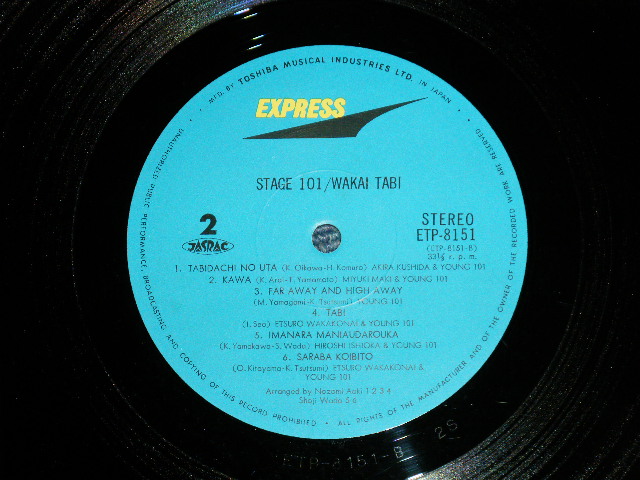 MFD. BY TOSHIBA MUSICAL INDUSTRIES LTD. IN JAPAN
EXPRESS
STAGE 101/WAKAI TABI
2
JASRAC
STEREO
ETP-8151
(ETP-8151-B)
33⅓ r. p. m.
1. TABIDACHI NO UTA (K. Oikawa-H. Komuro) AKIRA KUSHIDA & YOUNG 101
2. KAWA (K. Arai-T. Yamamoto) MIYUKI MAKI & YOUNG 101
3. FAR AWAY AND HIGH AWAY
(M. Yamagami-K. Tsutsumi) YOUNG 101
4. TABI
(I. Seo) ETSURO WAKAKONAI & YOUNG 101
5. IMANARA MANIAUDAROUKA
(K. Yamakawa-S. Wada) HIROSHI ISHIOKA & YOUNG 101
6. SARABA KOIBITO
(O. Kitayama-K. Tsutsumi) ETSURO WAKAKONAI &
YOUNG 101
Arranged by Nozomi Aoki 1 2 3 4
Shoji Wada 5 6
UNAUTHORIZED PUBLIC PERFORMANCE, BROADCASTING AND COPYING OF THIS RECORD PROHIBITED • ALL RIGHTS OF THE MANUFACTURER AND OF THE OWNER OF THE RECORDED WORK ARE RESERVED
ETP-8151-B 2S